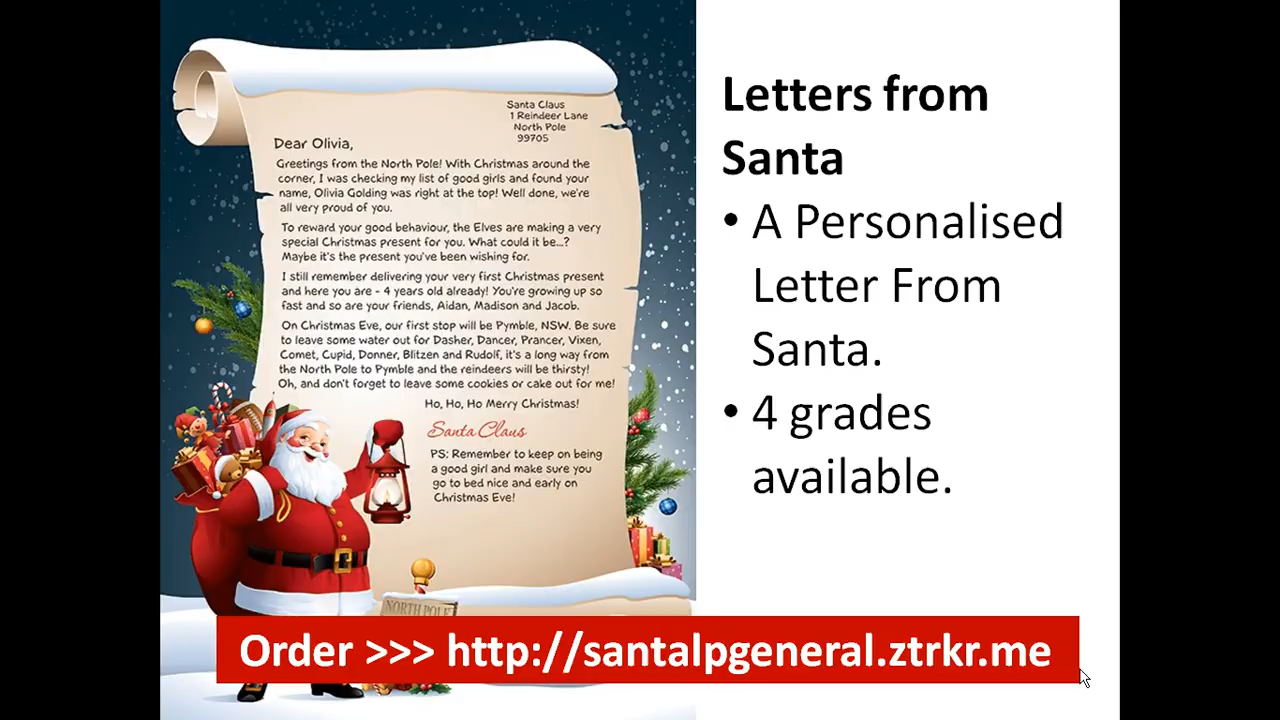 Santa Claus
1 Reindeer Lane
North Pole
99705
Dear Olivia,
Greetings from the North Pole! With Christmas around the
corner, I was checking my list of good girls and found your
name, Olivia Golding was right at the top! Well done, we're
all very proud of you.
To reward your good behaviour, the Elves are making a very
special Christmas present for you. What could it be...?
Maybe it's the present you've been wishing for.
I still remember delivering your very first Christmas present
and here you are - 4 years old already! You're growing up so
fast and so are your friends, Aidan, Madison and Jacob.
On Christmas Eve, our first stop will be Pymble, NSW. Be sure
to leave some water out for Dasher, Dancer, Prancer, Vixen,
Comet, Cupid, Donner, Blitzen and Rudolf, it's a long way from
the North Pole to Pymble and the reindeers will be thirsty!
Oh, and don't forget to leave some cookies or cake out for me!
Ho, Ho, Ho Merry Christmas!
Santa Claus
PS: Remember to keep on being
a good girl and make sure you
go to bed nice and early on
Christmas Eve!
NORTH POLE
Letters from
Santa
• A Personalised
Letter From
Santa.
• 4 grades
available.
Order >>> http://santalpgeneral.ztrkr.me